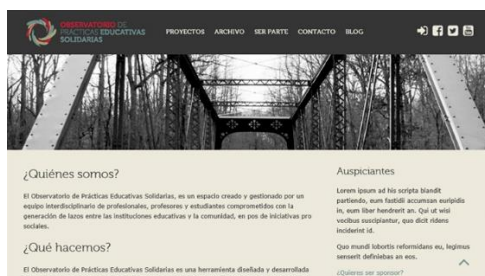 OBSERVATORIO DE
PRÁCTICAS EDUCATIVAS
SOLIDARIAS
PROYECTOS ARCHIVO SER PARTE CONTACTO BLOG
¿Quiénes somos?
El Observatorio de Prácticas Educativas Solidarias, es un espacio creado y gestionado por un
equipo interdisciplinario de profesionales, profesores y estudiantes comprometidos con la
generación de lazos entre las instituciones educativas y la comunidad, en pos de iniciativas pro
sociales.
¿Qué hacemos?
El Observatorio de Prácticas Educativas Solidarias es una herramienta diseñada y desarrollada
Auspiciantes
Lorem ipsum ad his scripta blandit
partiendo, eum fastidii accumsan euripidis
in, eum liber hendrerit an. Qui ut wisi
vocibus suscipiantur, quo dicit ridens
inciderint id.
Quo mundi lobortis reformidans eu, legimus
senserit definiebas an eos.
¿Quieres ser sponsor?